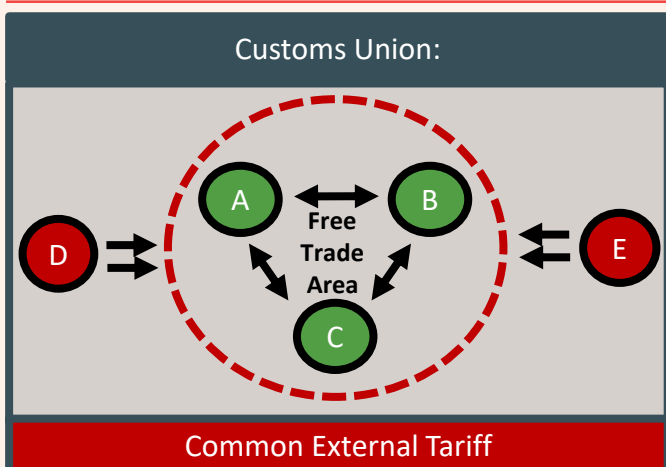 Customs Union:
A
B
Free
Trade
Area
D
E
C
Common External Tariff